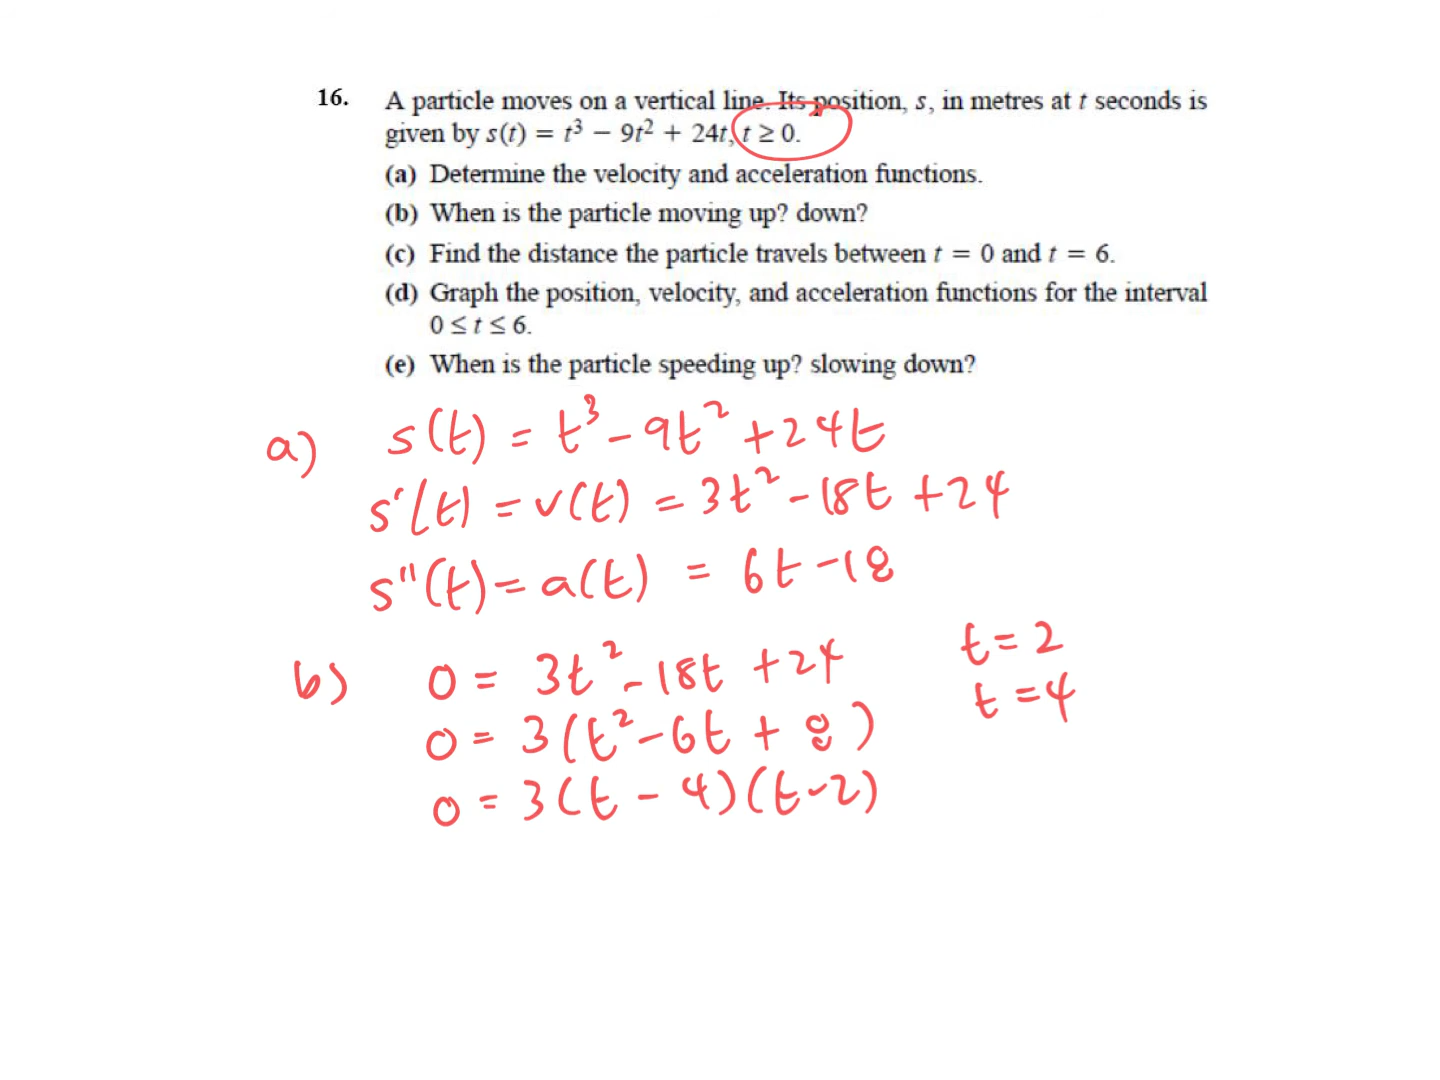 16. A particle moves on a vertical line. Its position, s, in metres at t seconds is
given by s(t) = t³ − 9t² + 24t, t ≥ 0.
(a) Determine the velocity and acceleration functions.
(b) When is the particle moving up? down?
(c) Find the distance the particle travels between t = 0 and t = 6.
(d) Graph the position, velocity, and acceleration functions for the interval
0 ≤ t ≤ 6.
(e) When is the particle speeding up? slowing down?
a) s(t) = t³ - 9t² + 24t
s'(t) = v(t) = 3t² - 18t + 24
s"(t) = a(t) = 6t - 18
b) 0 = 3t² - 18t + 24
0 = 3(t² - 6t + 8)
0 = 3(t - 4)(t - 2)
t = 2
t = 4